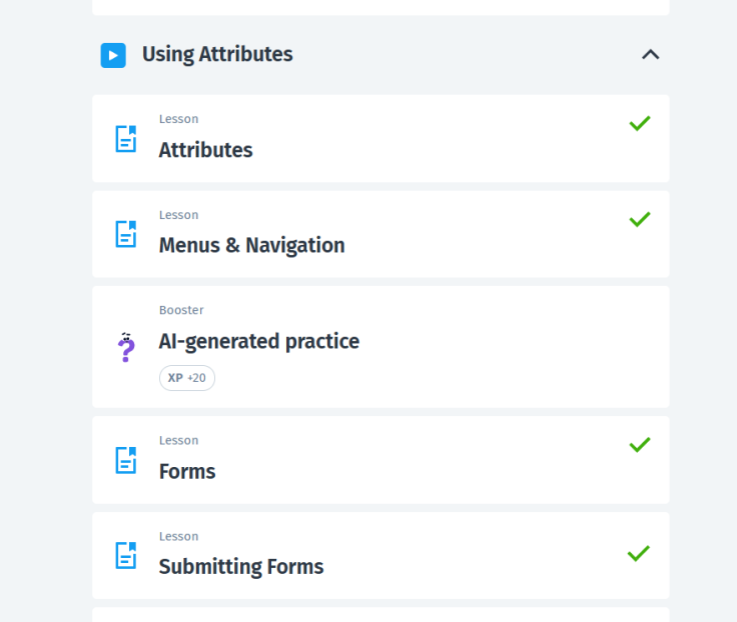 Using Attributes
Lesson
Attributes
Lesson
Menus & Navigation
Booster
AI-generated practice
XP +20
Lesson
Forms
Lesson
Submitting Forms